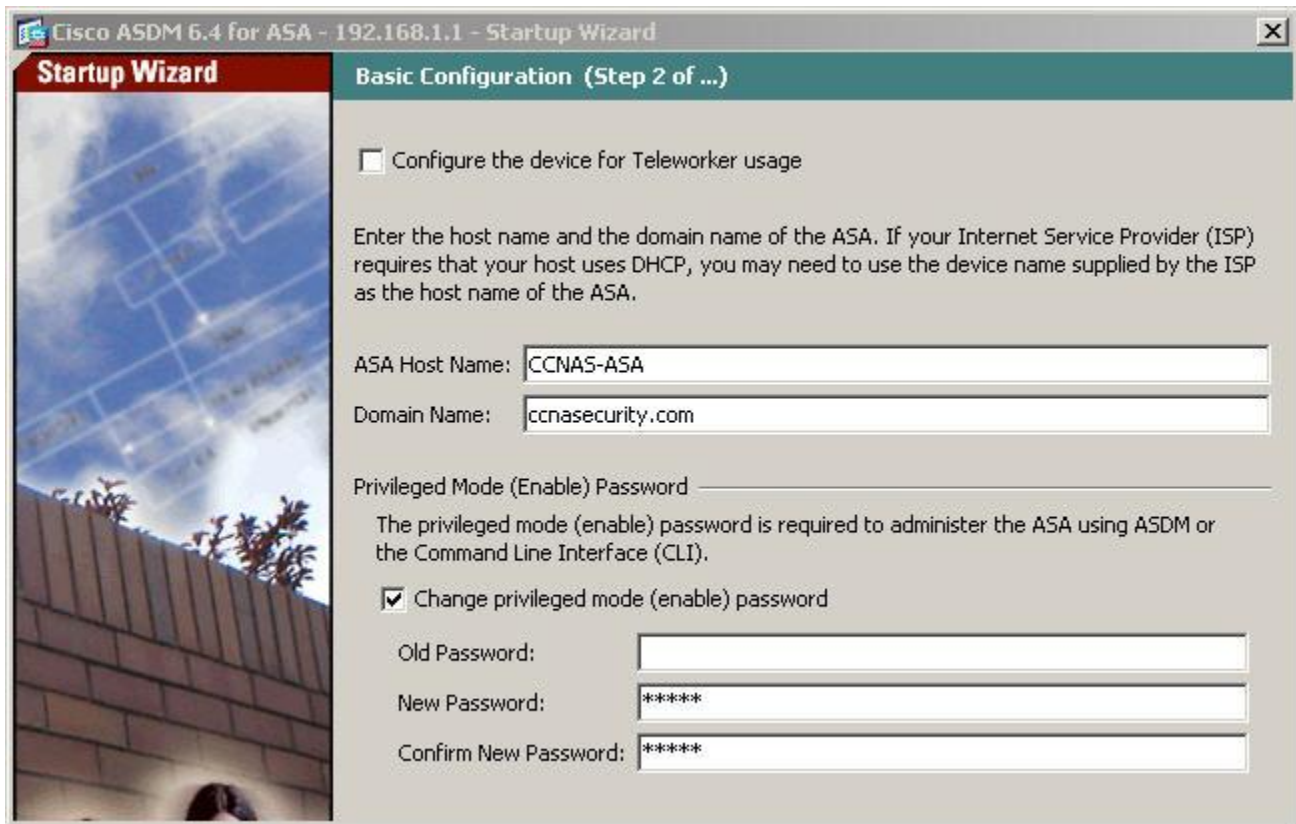 Cisco ASDM 6.4 for ASA - 192.168.1.1 - Startup Wizard
Startup Wizard
Basic Configuration (Step 2 of ...)
Configure the device for Teleworker usage
Enter the host name and the domain name of the ASA. If your Internet Service Provider (ISP)
requires that your host uses DHCP, you may need to use the device name supplied by the ISP
as the host name of the ASA.
ASA Host Name: CCNAS-ASA
Domain Name: ccnasecurity.com
Privileged Mode (Enable) Password
The privileged mode (enable) password is required to administer the ASA using ASDM or
the Command Line Interface (CLI).
Change privileged mode (enable) password
Old Password:
New Password: *****
Confirm New Password: *****